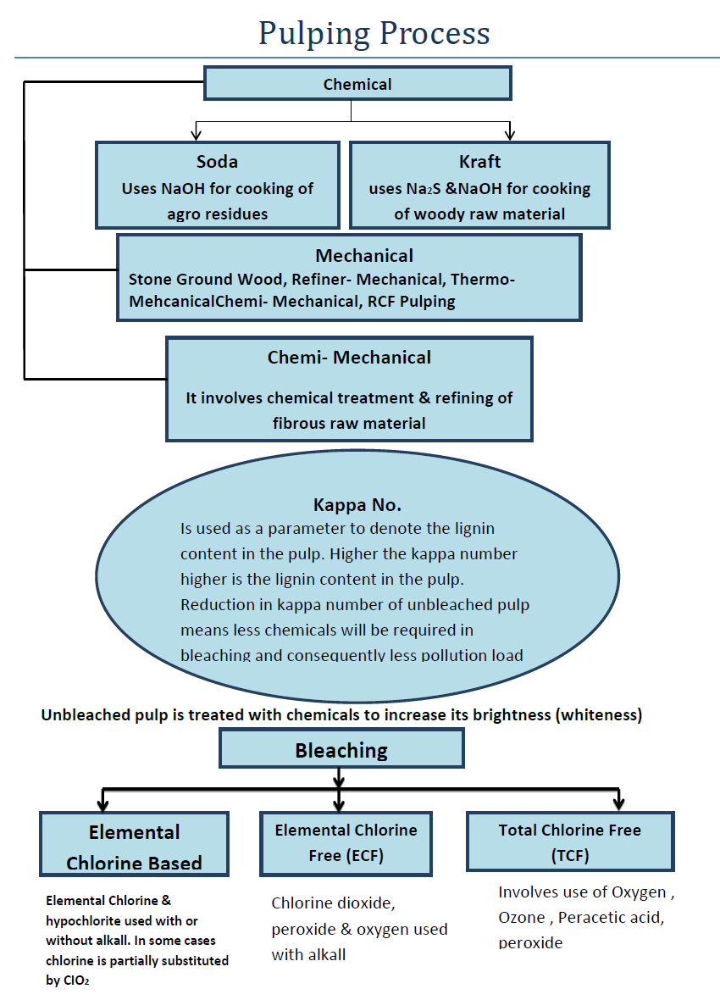 Pulping Process
Chemical
Soda
Uses NaOH for cooking of
agro residues
Kraft
uses Na₂S &NaOH for cooking
of woody raw material
Mechanical
Stone Ground Wood, Refiner- Mechanical, Thermo-
MehcanicalChemi- Mechanical, RCF Pulping
Chemi- Mechanical
It involves chemical treatment & refining of
fibrous raw material
Kappa No.
Is used as a parameter to denote the lignin
content in the pulp. Higher the kappa number
higher is the lignin content in the pulp.
Reduction in kappa number of unbleached pulp
means less chemicals will be required in
bleaching and consequently less pollution load
Unbleached pulp is treated with chemicals to increase its brightness (whiteness)
Bleaching
Elemental
Chlorine Based
Elemental Chlorine &
hypochlorite used with or
without alkall. In some cases
chlorine is partially substituted
by ClO₂
Elemental Chlorine
Free (ECF)
Chlorine dioxide,
peroxide & oxygen used
with alkall
Total Chlorine Free
(TCF)
Involves use of Oxygen ,
Ozone , Peracetic acid,
peroxide